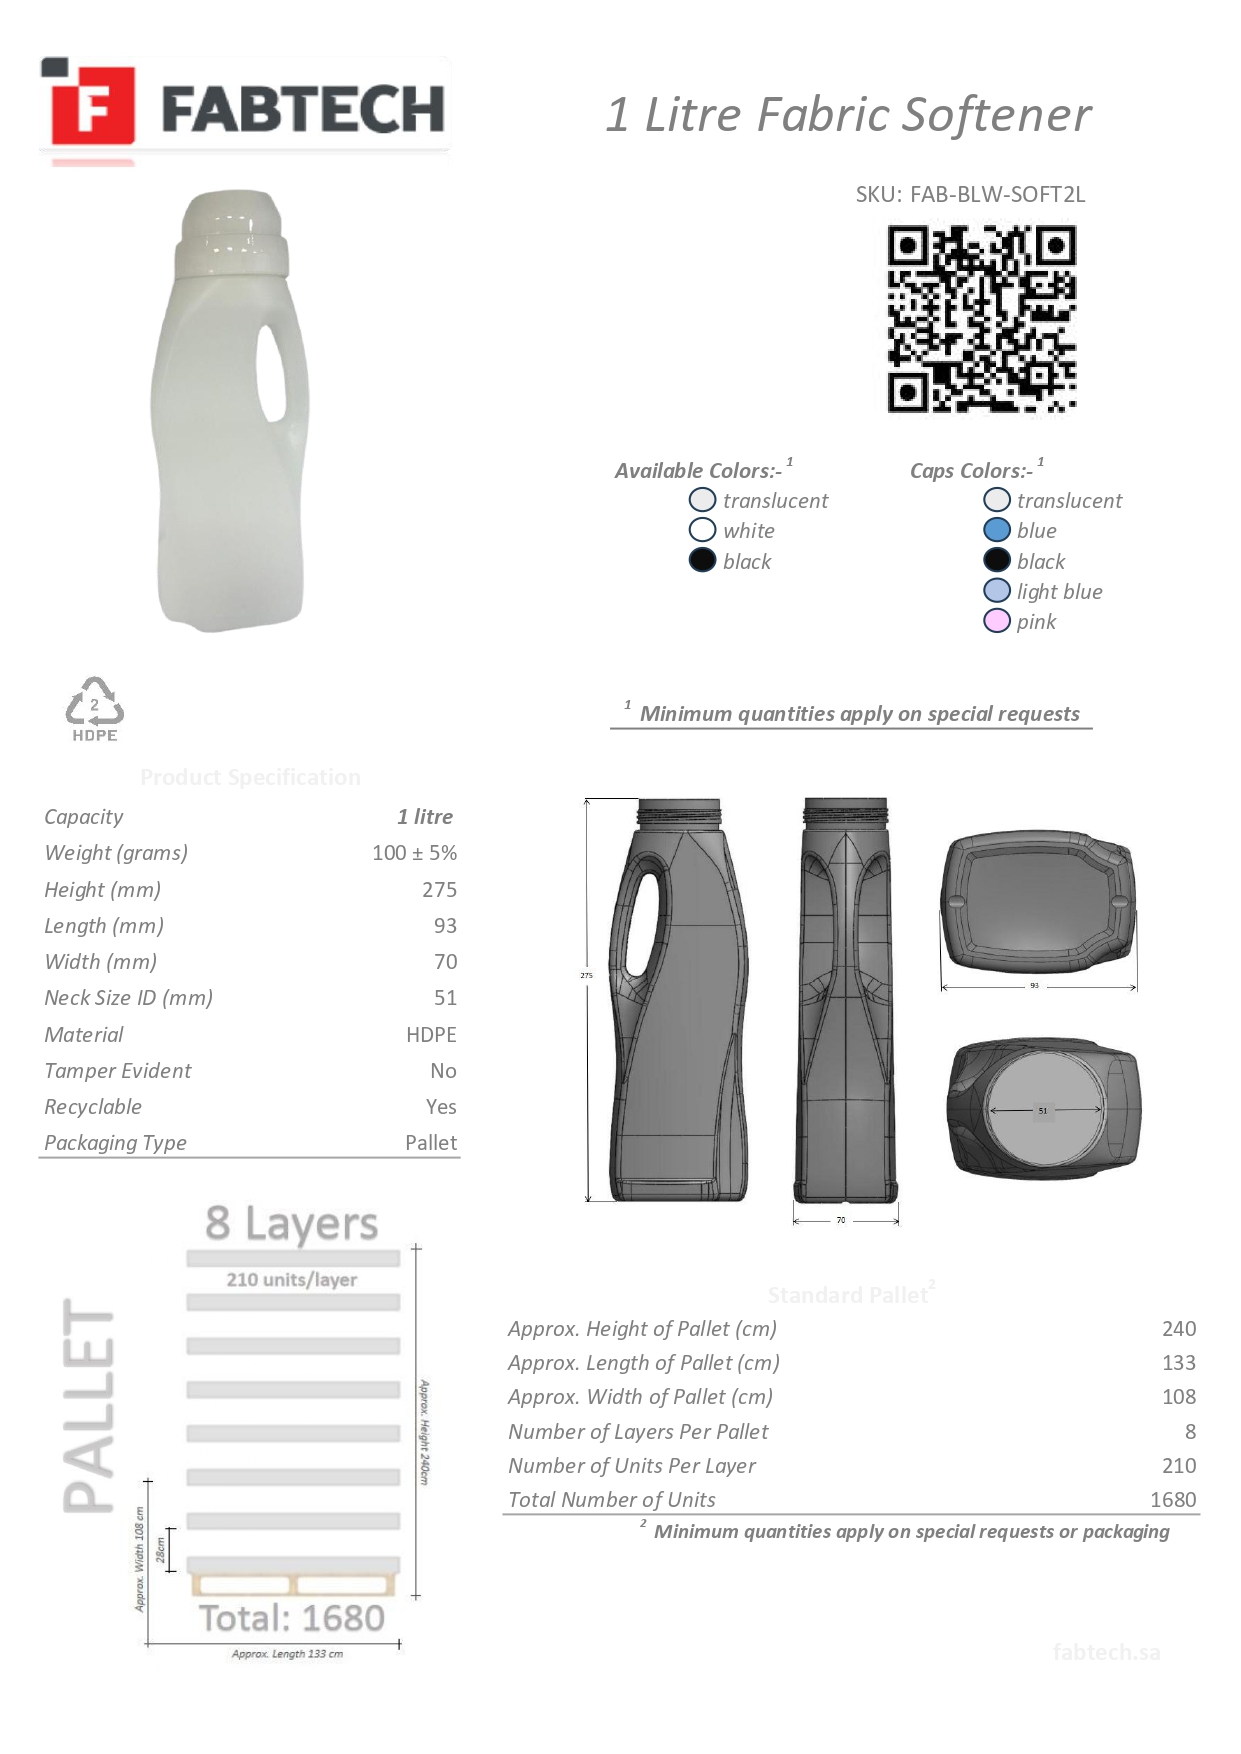 F FABTECH
1 Litre Fabric Softener
SKU: FAB-BLW-SOFT2L
Available Colors:- 1
translucent
white
black
Caps Colors:- 1
translucent
blue
black
light blue
pink
2
HDPE
1 Minimum quantities apply on special requests
Product Specification
Capacity 1 litre
Weight (grams) 100 ± 5%
Height (mm) 275
Length (mm) 93
Width (mm) 70
Neck Size ID (mm) 51
Material HDPE
Tamper Evident No
Recyclable Yes
Packaging Type Pallet
275
70
93
51
8 Layers
210 units/layer
PALLET
Approx. Height 240cm
Approx. Width 108 cm
28cm
Total: 1680
Approx. Length 133 cm
Standard Pallet 2
Approx. Height of Pallet (cm) 240
Approx. Length of Pallet (cm) 133
Approx. Width of Pallet (cm) 108
Number of Layers Per Pallet 8
Number of Units Per Layer 210
Total Number of Units 1680
2 Minimum quantities apply on special requests or packaging
fabtech.sa